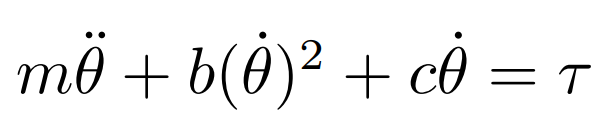 mθ̈ + b(θ̇)² + cθ̇ = τ